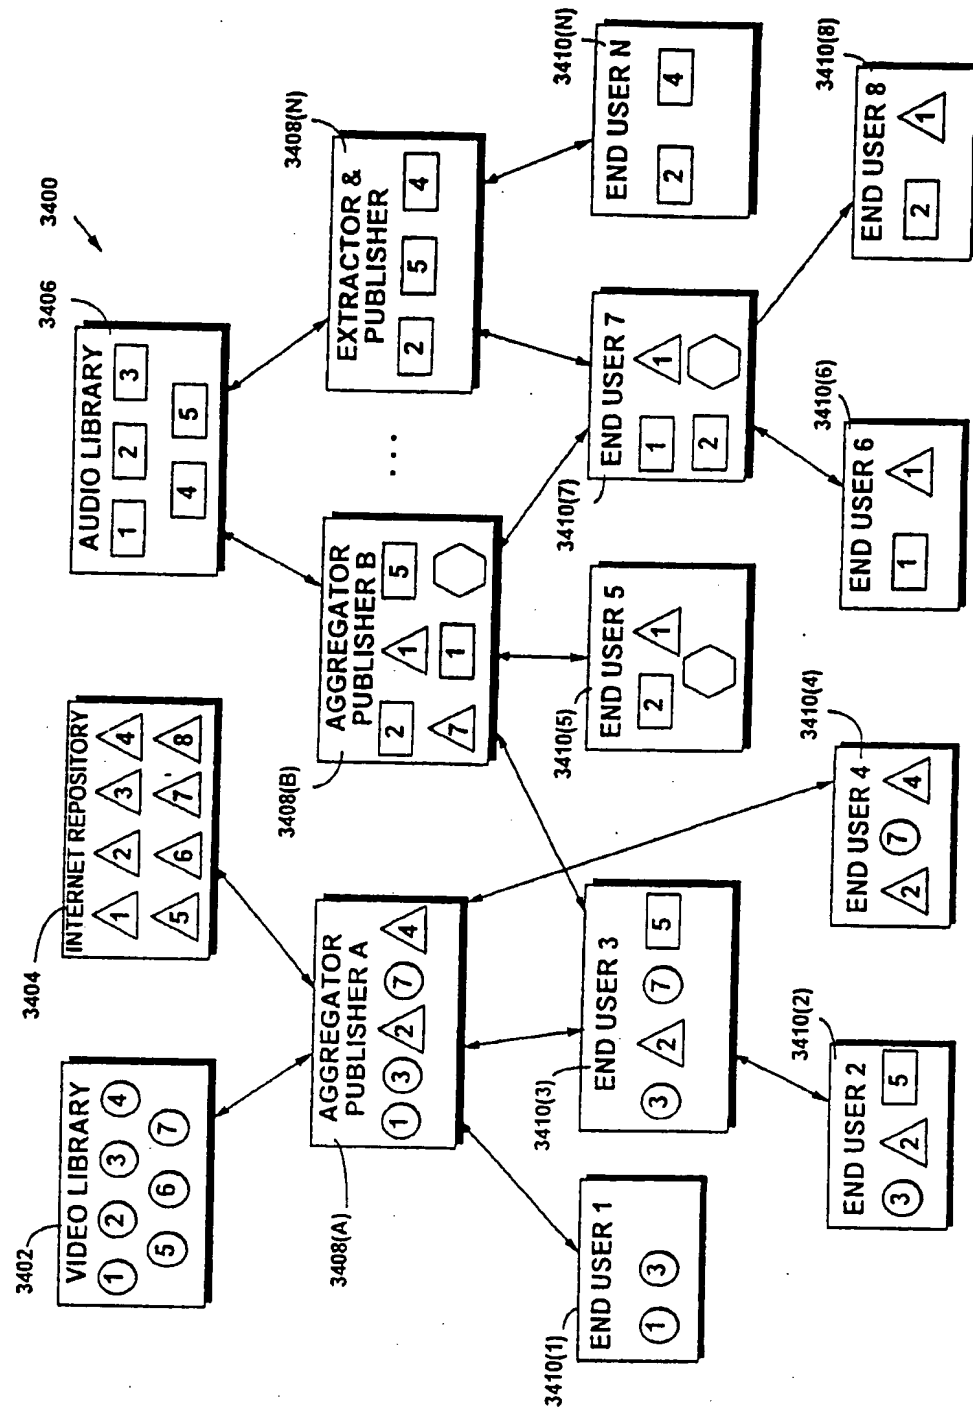 3400
3402
VIDEO LIBRARY
1 2 3 4
5 6 7
3404
INTERNET REPOSITORY
1 2 3 4
5 6 7 8
3406
AUDIO LIBRARY
1 2 3
4 5
3408(A)
AGGREGATOR
PUBLISHER A
1 3 2 7 4
3408(B)
AGGREGATOR
PUBLISHER B
2 1 5
7 1
...
3408(N)
EXTRACTOR &
PUBLISHER
2 5 4
3410(1)
END USER 1
1 3
3410(3)
END USER 3
3 2 7 5
3410(5)
END USER 5
2 1
3410(7)
END USER 7
1 1
2
3410(N)
END USER N
2 4
3410(2)
END USER 2
3 2 5
3410(4)
END USER 4
2 7 4
3410(6)
END USER 6
1 1
3410(8)
END USER 8
2 1